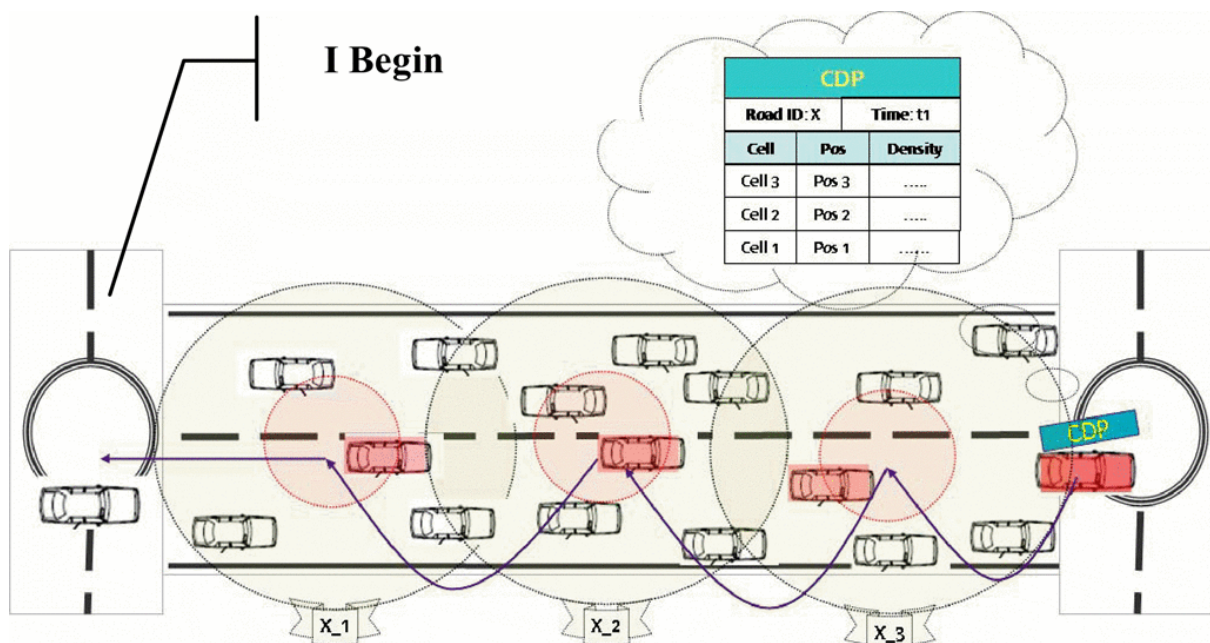 I Begin
CDP
Road ID: X Time: t1
Cell Pos Density
Cell 3 Pos 3 .....
Cell 2 Pos 2 .....
Cell 1 Pos 1 ......
CDP
X_1 X_2 X_3